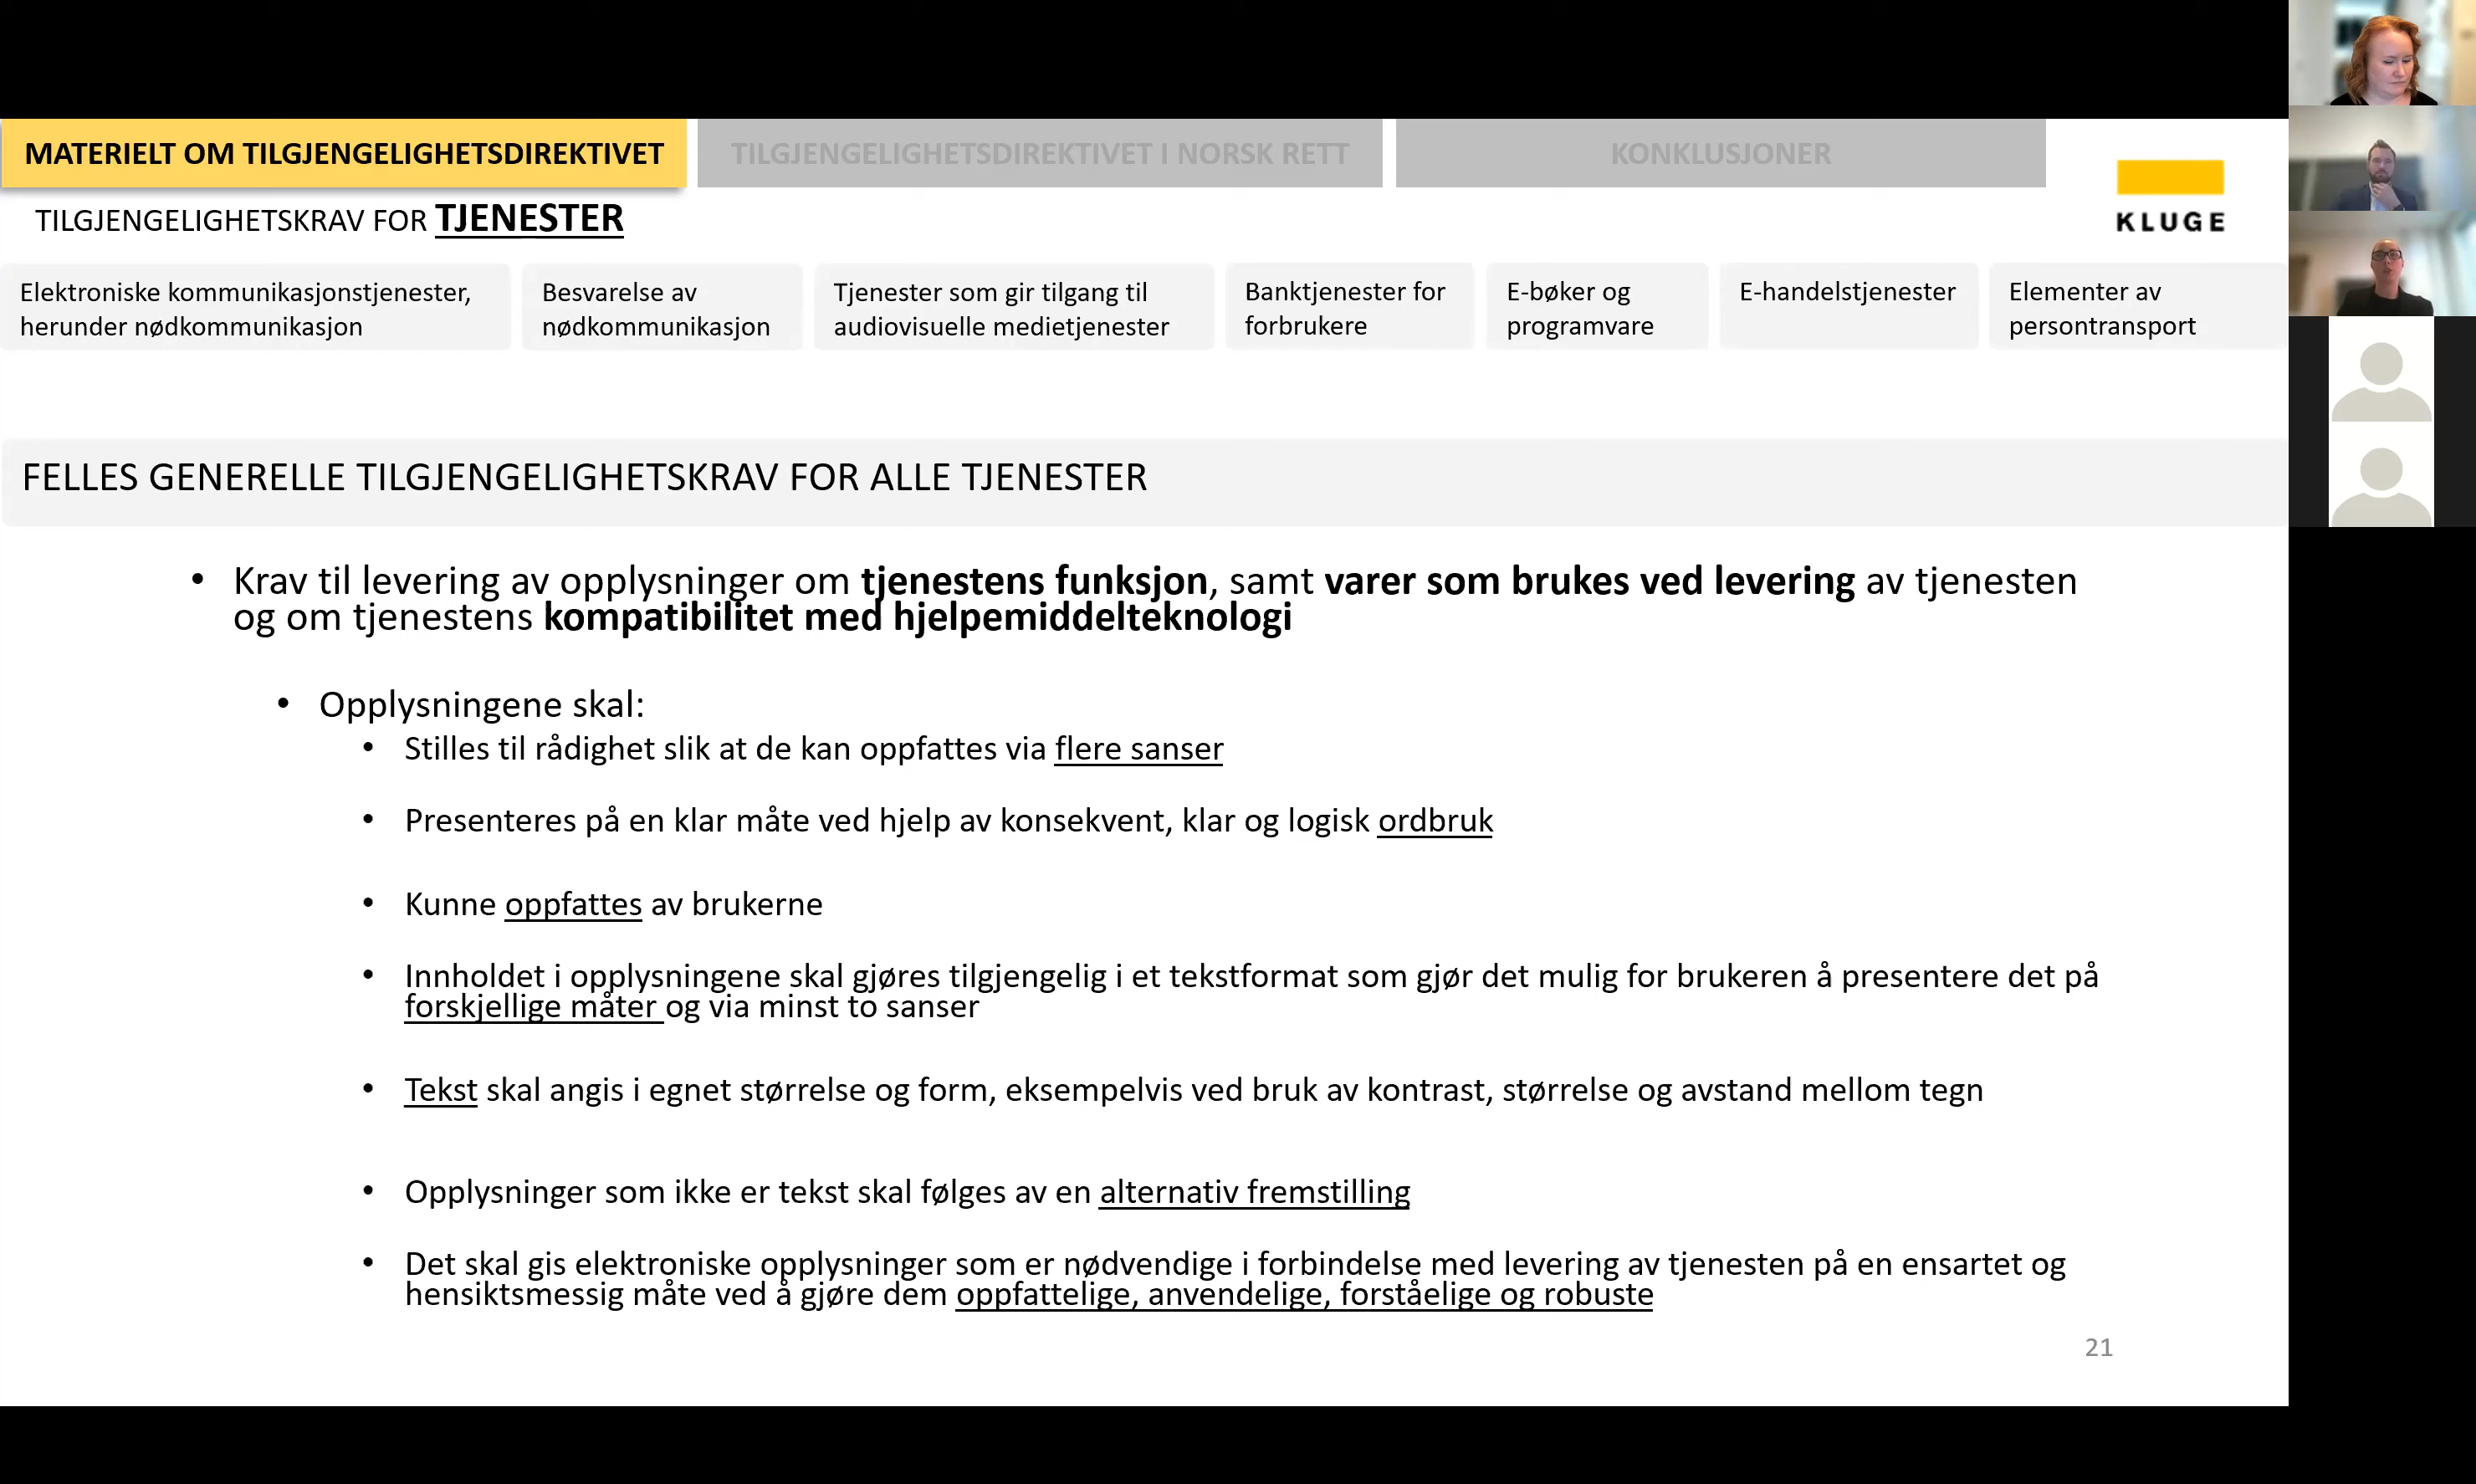 MATERIELT OM TILGJENGELIGHETSDIREKTIVET
TILGJENGELIGHETSDIREKTIVET I NORSK RETT
KONKLUSJONER
KLUGE
TILGJENGELIGHETSKRAV FOR TJENESTER
Elektroniske kommunikasjonstjenester,
herunder nødkommunikasjon
Besvarelse av
nødkommunikasjon
Tjenester som gir tilgang til
audiovisuelle medietjenester
Banktjenester for
forbrukere
E-bøker og
programvare
E-handelstjenester
Elementer av
persontransport
FELLES GENERELLE TILGJENGELIGHETSKRAV FOR ALLE TJENESTER
• Krav til levering av opplysninger om tjenestens funksjon, samt varer som brukes ved levering av tjenesten
og om tjenestens kompatibilitet med hjelpemiddelteknologi
• Opplysningene skal:
• Stilles til rådighet slik at de kan oppfattes via flere sanser
• Presenteres på en klar måte ved hjelp av konsekvent, klar og logisk ordbruk
• Kunne oppfattes av brukerne
• Innholdet i opplysningene skal gjøres tilgjengelig i et tekstformat som gjør det mulig for brukeren å presentere det på
forskjellige måter og via minst to sanser
• Tekst skal angis i egnet størrelse og form, eksempelvis ved bruk av kontrast, størrelse og avstand mellom tegn
• Opplysninger som ikke er tekst skal følges av en alternativ fremstilling
• Det skal gis elektroniske opplysninger som er nødvendige i forbindelse med levering av tjenesten på en ensartet og
hensiktsmessig måte ved å gjøre dem oppfattelige, anvendelige, forståelige og robuste
21